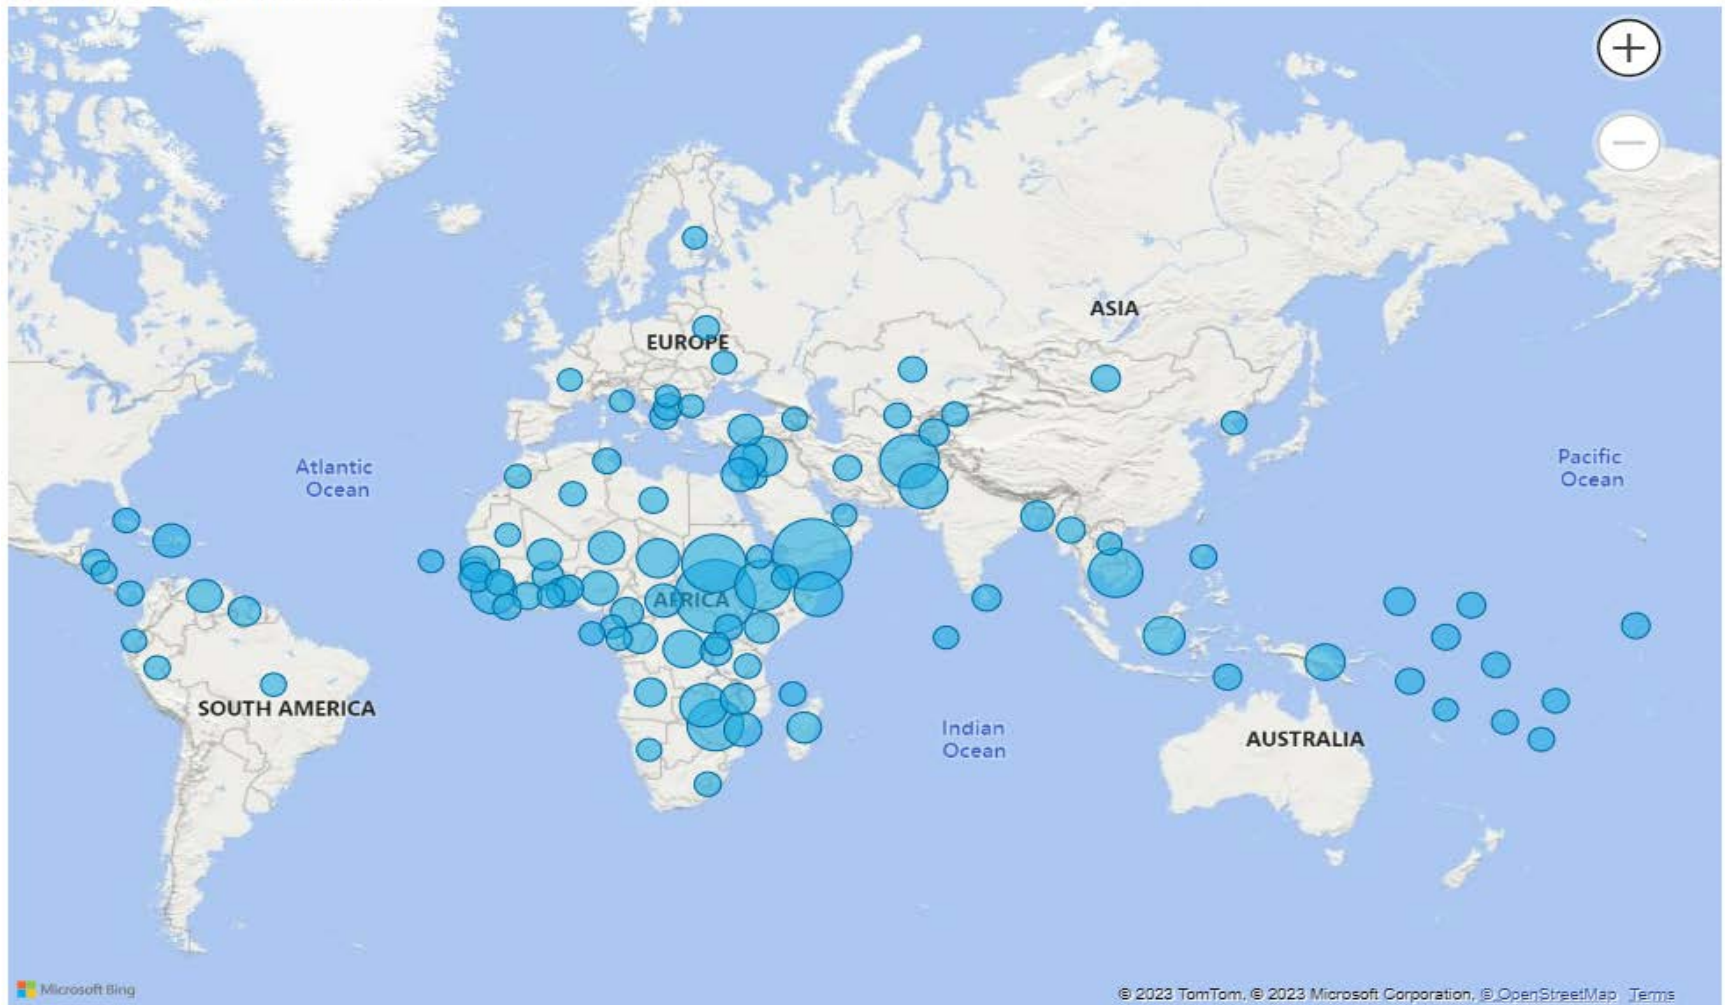 +
−
ASIA
EUROPE
Atlantic
Ocean
Pacific
Ocean
AFRICA
SOUTH AMERICA
Indian
Ocean
AUSTRALIA
Microsoft Bing
© 2023 TomTom, © 2023 Microsoft Corporation, © OpenStreetMap Terms